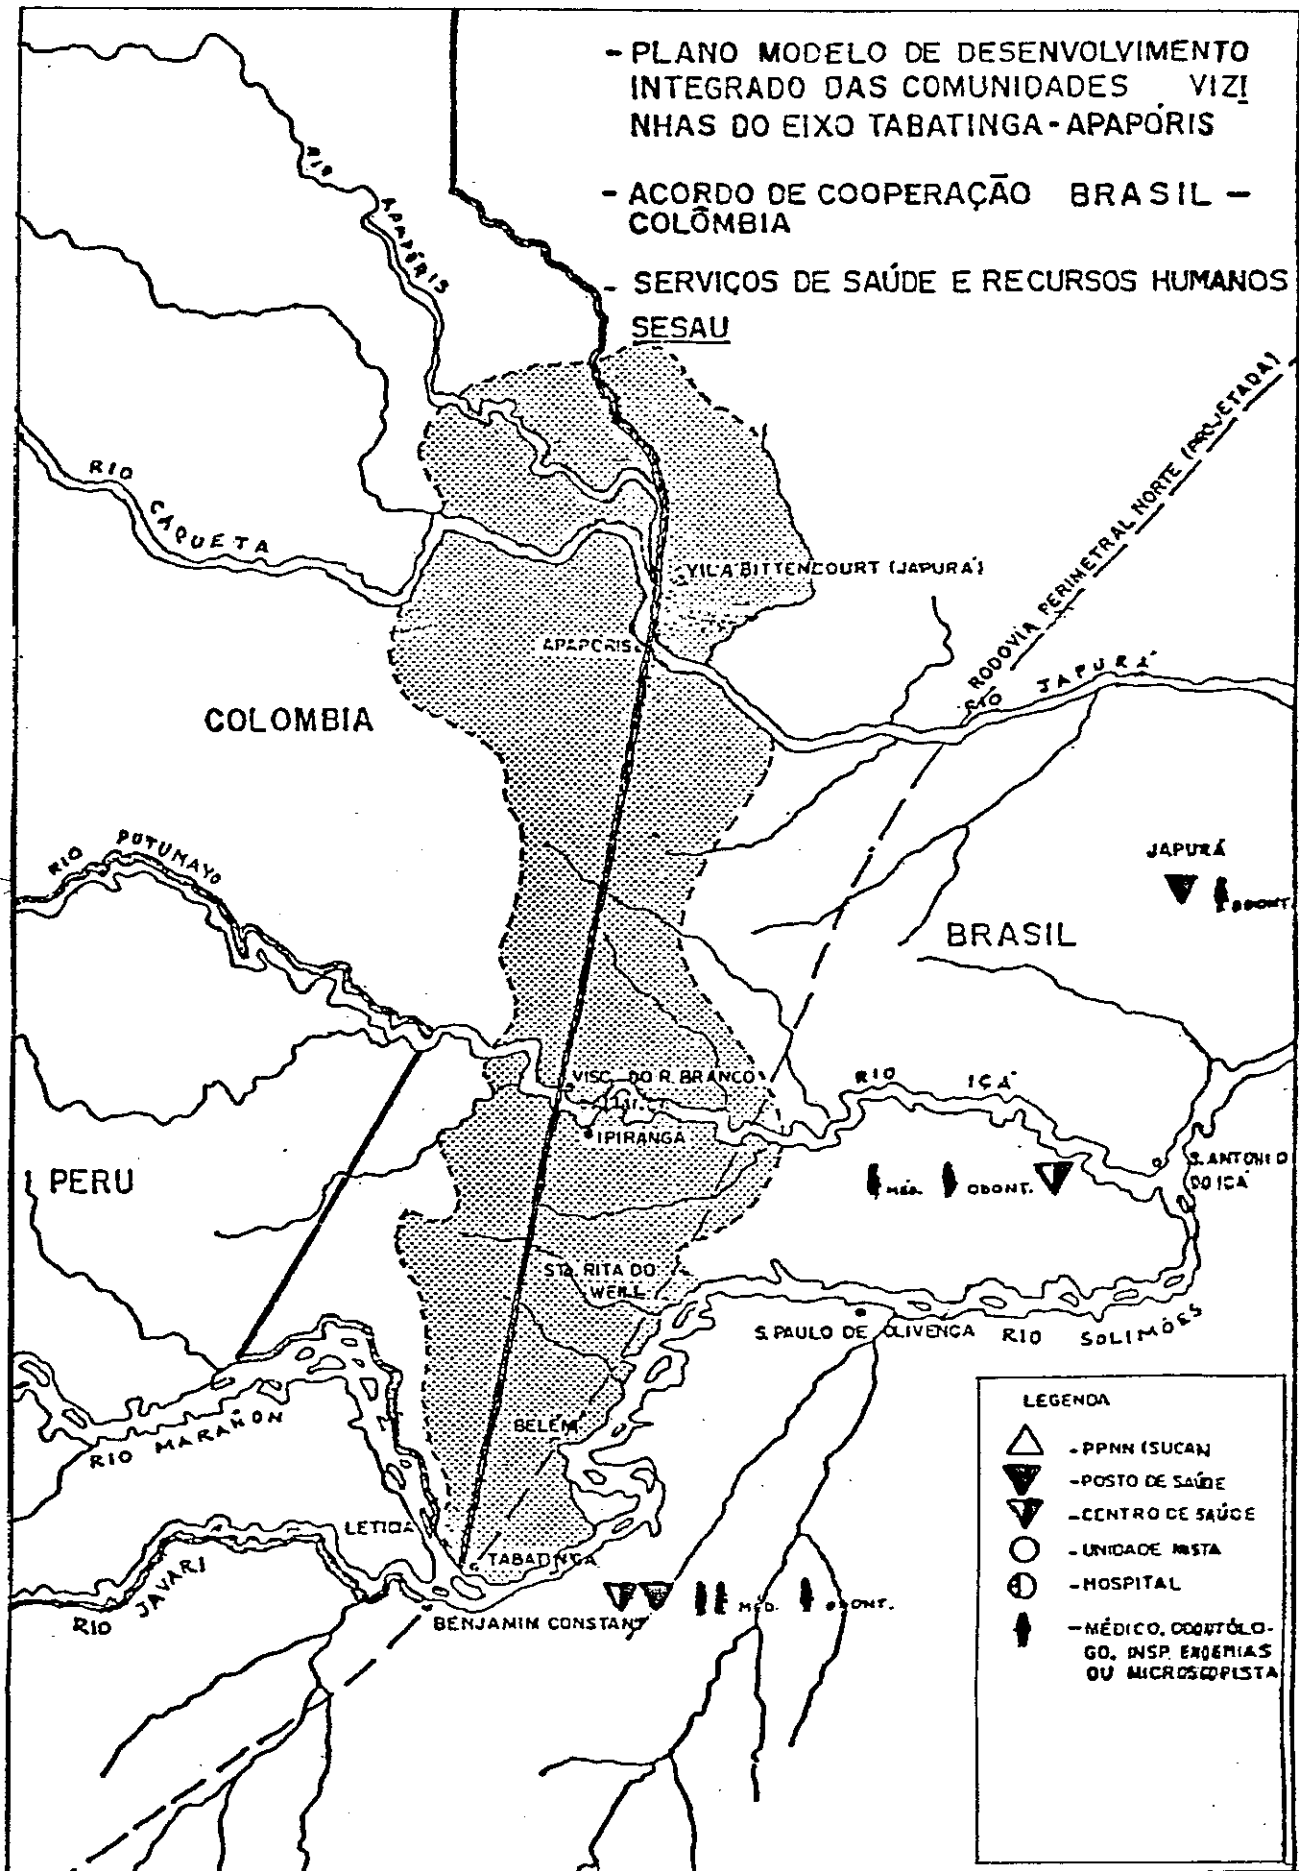 - PLANO MODELO DE DESENVOLVIMENTO
INTEGRADO DAS COMUNIDADES VIZI
NHAS DO EIXO TABATINGA-APAPÓRIS
- ACORDO DE COOPERAÇÃO BRASIL –
COLÔMBIA
- SERVIÇOS DE SAÚDE E RECURSOS HUMANOS
SESAU
RIO APAPÓRIS
RIO CAQUETA
RODOVIA PERIMETRAL NORTE (PROJETADA)
VILA BITTENCOURT (JAPURÁ)
APAPORIS
RIO JAPURÁ
COLOMBIA
RIO PUTUMAYO
JAPURÁ
ODONT.
BRASIL
VISC. DO R. BRANCO
RIO IÇÁ
IPIRANGA
PERU
S. ANTONIO
DO IÇÁ
MÉD. ODONT.
STA. RITA DO
WEILL
S. PAULO DE OLIVENÇA
RIO SOLIMÕES
RIO MARAÑON
BELÉM
LETICIA
TABATINGA
RIO JAVARI
BENJAMIN CONSTANT
MÉD. ODONT.
LEGENDA
- PPNN (SUCAN
- POSTO DE SAÚDE
- CENTRO DE SAÚDE
- UNIDADE MISTA
- HOSPITAL
- MÉDICO, ODONTÓLO-
GO, INSP. ENDEMIAS
OU MICROSCOPISTA